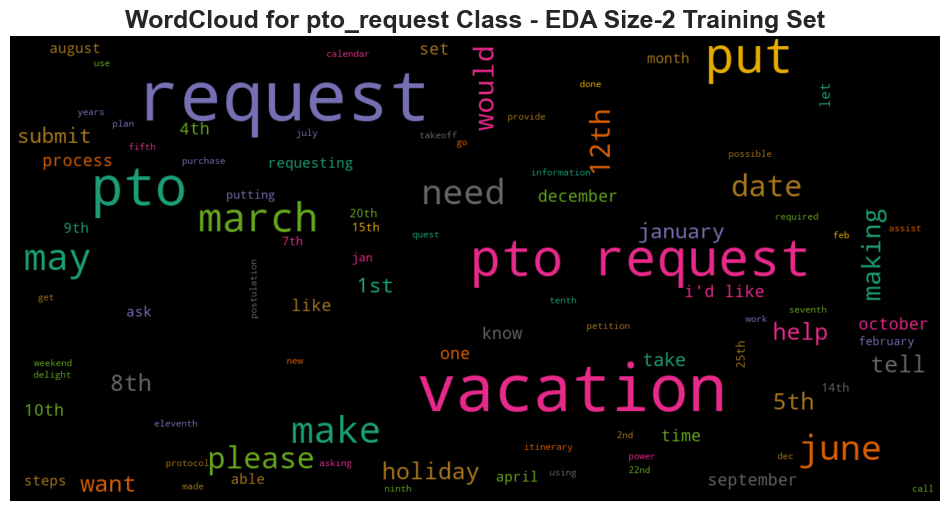 WordCloud for pto_request Class - EDA Size-2 Training Set
august
use
calendar
set
would
month
put
request
done
let
years
plan
4th
july
takeoff
go
provide
12th
submit
fifth
process
purchase
requesting
information
possible
pto
putting
need
december
date
9th
march
20th
15th
7th
quest
january
required
feb
making
assist
may
postulation
jan
pto request
1st
i'd like
get
ask
like
tenth
seventh
know
petition
work
help
october
february
weekend
delight
new
one
take
25th
tell
8th
vacation
14th
10th
5th
eleventh
make
2nd
time
june
please
protocol
asking
holiday
itinerary
power
dec
steps
want
made
able
ninth
april
using
22nd
september
call